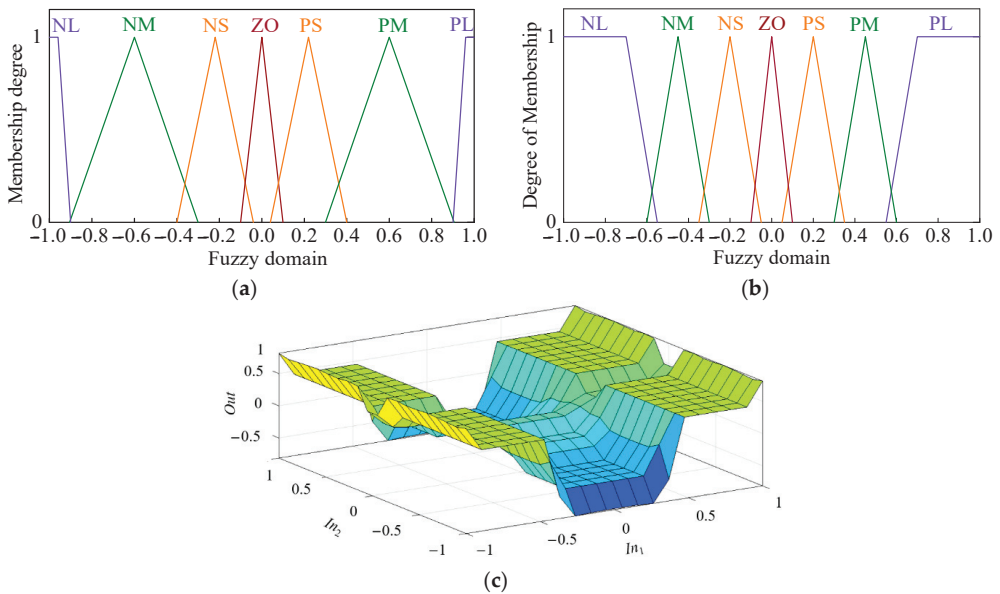 NL NM NS ZO PS PM PL
1
Membership degree
0
−1.0 −0.8 −0.6 −0.4 −0.2 0.0 0.2 0.4 0.6 0.8 1.0
Fuzzy domain
(a)
NL NM NS ZO PS PM PL
1
Degree of Membership
0
−1.0 −0.8 −0.6 −0.4 −0.2 0.0 0.2 0.4 0.6 0.8 1.0
Fuzzy domain
(b)
1
0.5
0
−0.5
Out
1
0.5
0
−0.5
−1
In₂
−1
−0.5
0
0.5
1
In₁
(c)